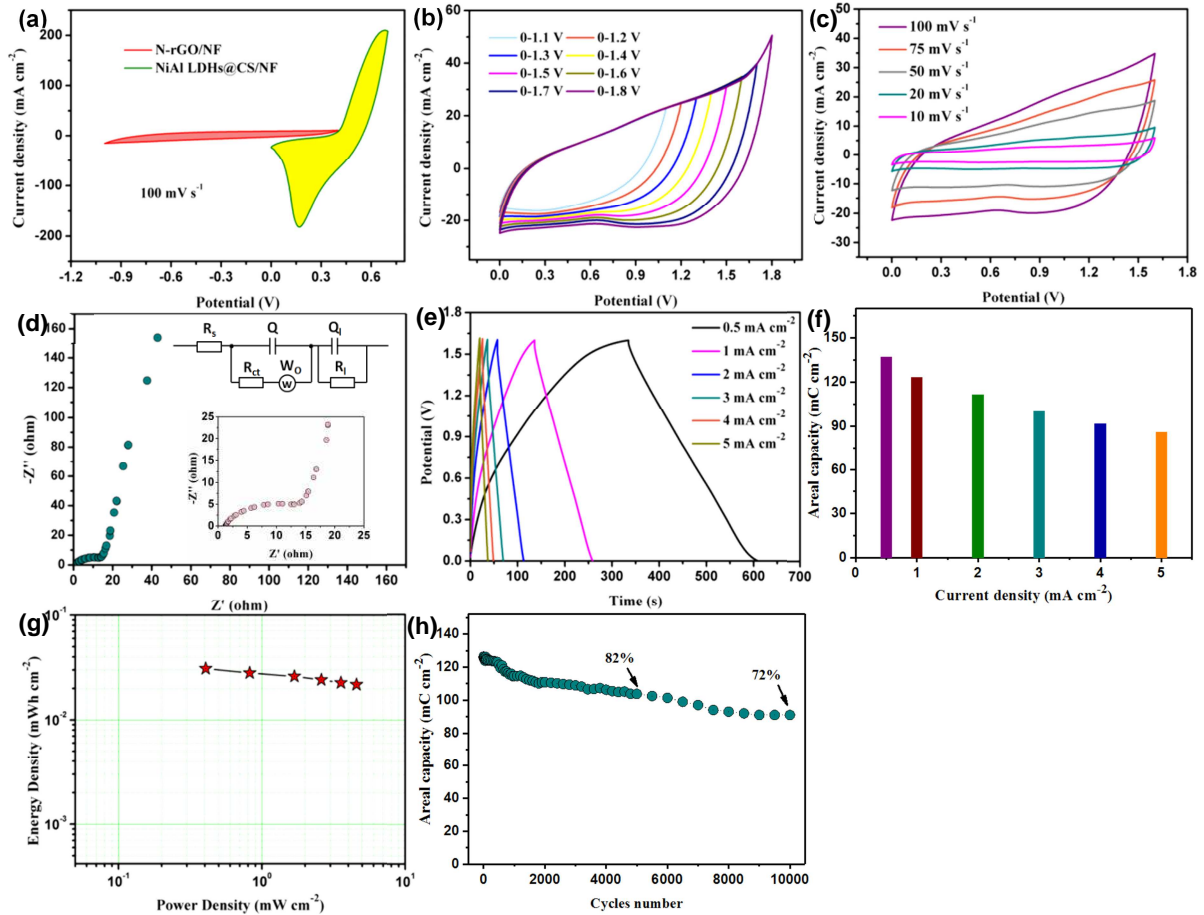 (a)
N-rGO/NF
NiAl LDHs@CS/NF
100 mV s⁻¹
Current density (mA cm⁻²)
200
100
0
-100
-200
-1.2 -0.9 -0.6 -0.3 0.0 0.3 0.6
Potential (V)
(b)
0-1.1 V 0-1.2 V
0-1.3 V 0-1.4 V
0-1.5 V 0-1.6 V
0-1.7 V 0-1.8 V
Current density (mA cm⁻²)
60
40
20
0
-20
-40
0.0 0.3 0.6 0.9 1.2 1.5 1.8
Potential (V)
(c)
100 mV s⁻¹
75 mV s⁻¹
50 mV s⁻¹
20 mV s⁻¹
10 mV s⁻¹
Current density (mA cm⁻²)
50
40
30
20
10
0
-10
-20
-30
0.0 0.3 0.6 0.9 1.2 1.5 1.8
Potential (V)
(d)
-Z'' (ohm)
160
140
120
100
80
60
40
20
0
0 20 40 60 80 100 120 140 160
Z' (ohm)
Rs Q Ql
Rct Wo Rl
W
-Z'' (ohm)
25
20
15
10
5
0
0 5 10 15 20 25
Z' (ohm)
(e)
0.5 mA cm⁻²
1 mA cm⁻²
2 mA cm⁻²
3 mA cm⁻²
4 mA cm⁻²
5 mA cm⁻²
Potential (V)
1.8
1.5
1.2
0.9
0.6
0.3
0.0
0 100 200 300 400 500 600 700
Time (s)
(f)
Areal capacity (mC cm⁻²)
150
120
90
60
30
0
0 1 2 3 4 5
Current density (mA cm⁻²)
(g)
Energy Density (mWh cm⁻²)
10⁻¹
10⁻²
10⁻³
10⁻¹ 10⁰ 10¹
Power Density (mW cm⁻²)
(h)
82%
72%
Areal capacity (mC cm⁻²)
160
140
120
100
80
60
40
20
0
0 2000 4000 6000 8000 10000
Cycles number